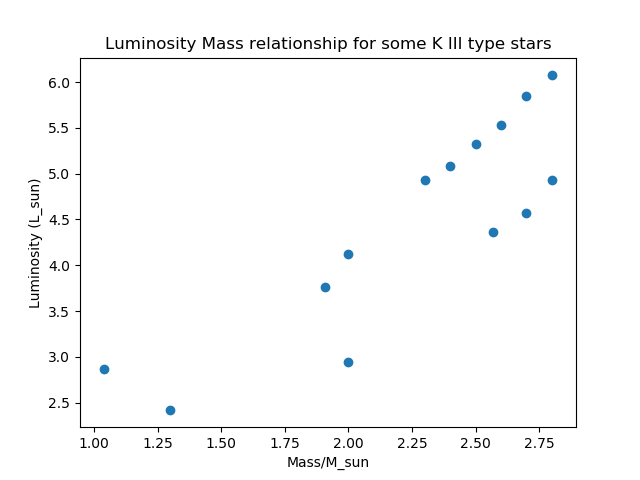 Luminosity Mass relationship for some K III type stars
6.0
5.5
5.0
4.5
4.0
3.5
3.0
2.5
Luminosity (L_sun)
1.00 1.25 1.50 1.75 2.00 2.25 2.50 2.75
Mass/M_sun